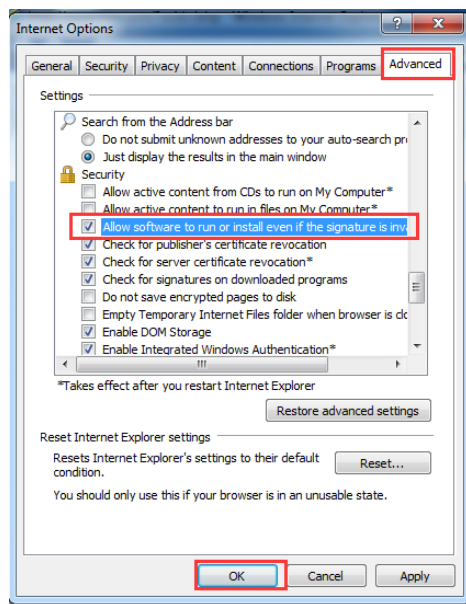 Internet Options
General Security Privacy Content Connections Programs Advanced
Settings
Search from the Address bar
Do not submit unknown addresses to your auto-search pr
Just display the results in the main window
Security
Allow active content from CDs to run on My Computer*
Allow active content to run in files on My Computer*
Allow software to run or install even if the signature is inv
Check for publisher's certificate revocation
Check for server certificate revocation*
Check for signatures on downloaded programs
Do not save encrypted pages to disk
Empty Temporary Internet Files folder when browser is clo
Enable DOM Storage
Enable Integrated Windows Authentication*
*Takes effect after you restart Internet Explorer
Restore advanced settings
Reset Internet Explorer settings
Resets Internet Explorer's settings to their default
condition.
Reset...
You should only use this if your browser is in an unusable state.
OK Cancel Apply